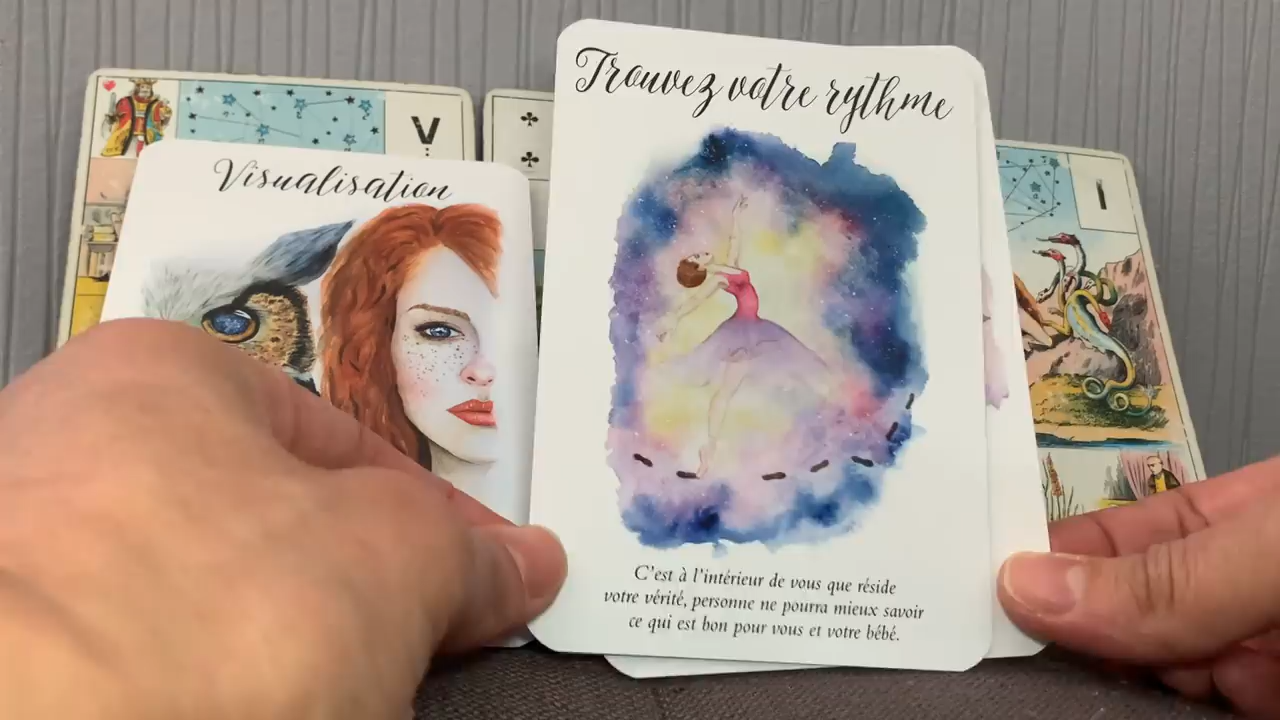 V
I
Visualisation
Trouvez votre rythme
C'est à l'intérieur de vous que réside
votre vérité, personne ne pourra mieux savoir
ce qui est bon pour vous et votre bébé.